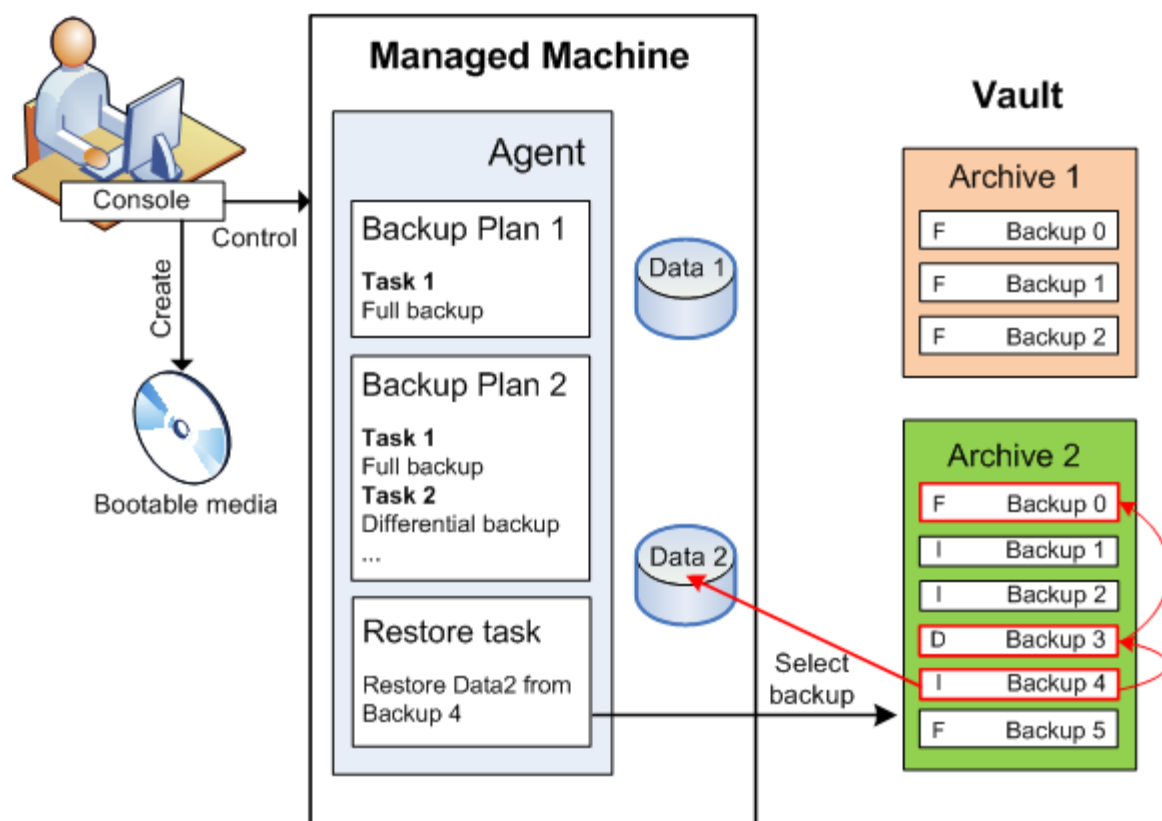 Managed Machine
Vault
Console
Control
Create
Bootable media
Agent
Backup Plan 1
Task 1
Full backup
Backup Plan 2
Task 1
Full backup
Task 2
Differential backup
...
Restore task
Restore Data2 from
Backup 4
Data 1
Data 2
Select
backup
Archive 1
F Backup 0
F Backup 1
F Backup 2
Archive 2
F Backup 0
I Backup 1
I Backup 2
D Backup 3
I Backup 4
F Backup 5